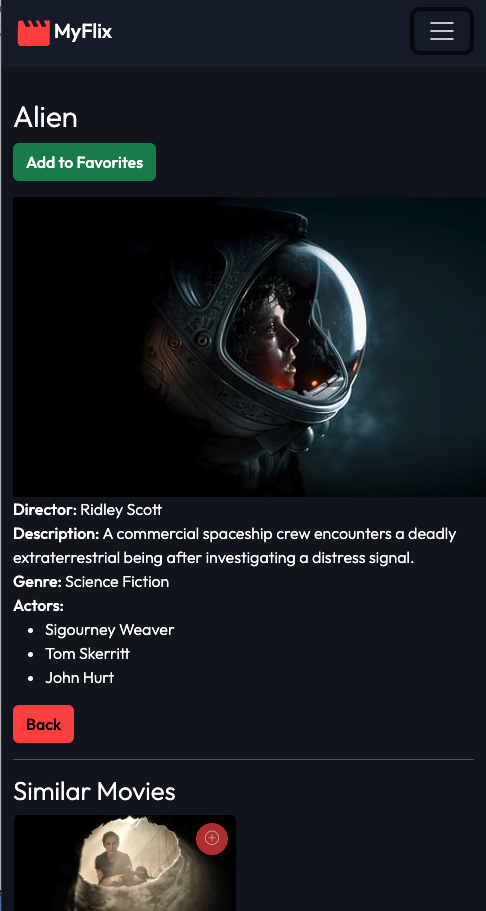 MyFlix
Alien
Add to Favorites
Director: Ridley Scott
Description: A commercial spaceship crew encounters a deadly
extraterrestrial being after investigating a distress signal.
Genre: Science Fiction
Actors:
• Sigourney Weaver
• Tom Skerritt
• John Hurt
Back
Similar Movies